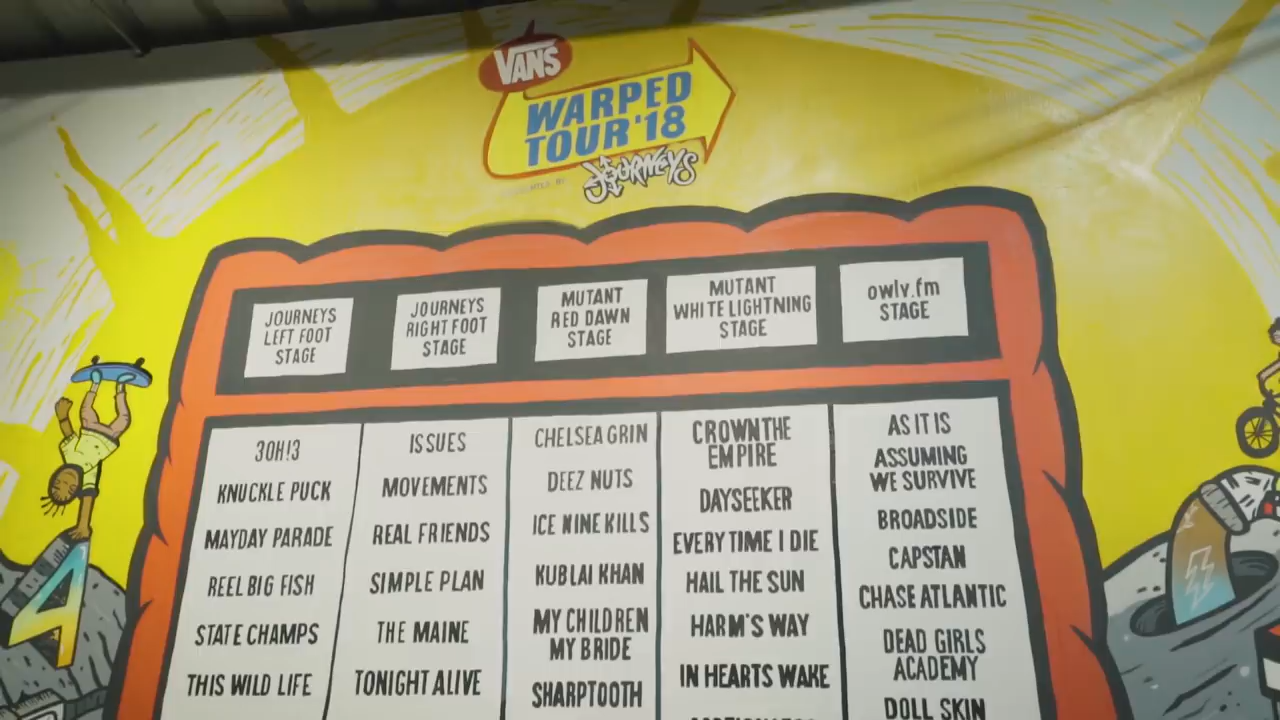 VANS
WARPED
TOUR '18
JOURNEYS
JOURNEYS
LEFT FOOT
STAGE
JOURNEYS
RIGHT FOOT
STAGE
MUTANT
RED DAWN
STAGE
MUTANT
WHITE LIGHTNING
STAGE
owlv.fm
STAGE
3OH!3
KNUCKLE PUCK
MAYDAY PARADE
REEL BIG FISH
STATE CHAMPS
THIS WILD LIFE
ISSUES
MOVEMENTS
REAL FRIENDS
SIMPLE PLAN
THE MAINE
TONIGHT ALIVE
CHELSEA GRIN
DEEZ NUTS
ICE NINE KILLS
KUBLAI KHAN
MY CHILDREN
MY BRIDE
SHARPTOOTH
CROWN THE
EMPIRE
DAYSEEKER
EVERY TIME I DIE
HAIL THE SUN
HARM'S WAY
IN HEARTS WAKE
AS IT IS
ASSUMING
WE SURVIVE
BROADSIDE
CAPSTAN
CHASE ATLANTIC
DEAD GIRLS
ACADEMY
DOLL SKIN
4